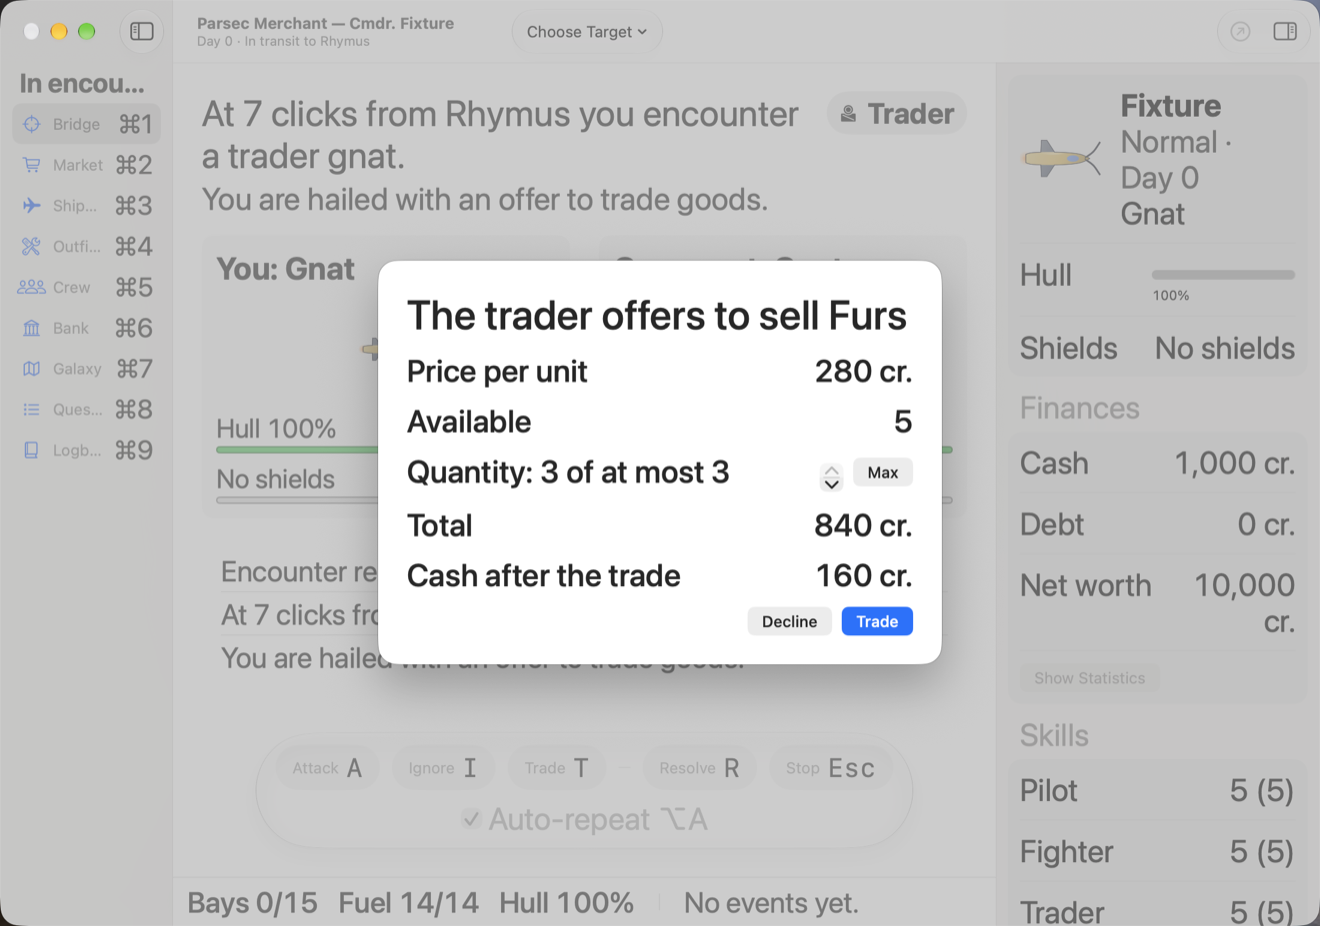 Parsec Merchant — Cmdr. Fixture
Day 0 · In transit to Rhymus
Choose Target
In encou...
Bridge ⌘1
Market ⌘2
Ship... ⌘3
Outfi... ⌘4
Crew ⌘5
Bank ⌘6
Galaxy ⌘7
Ques... ⌘8
Logb... ⌘9
At 7 clicks from Rhymus you encounter
a trader gnat.
Trader
You are hailed with an offer to trade goods.
You: Gnat
Hull 100%
No shields
The trader offers to sell Furs
Price per unit 280 cr.
Available 5
Quantity: 3 of at most 3 Max
Total 840 cr.
Cash after the trade 160 cr.
Decline Trade
Encounter re
At 7 clicks fro
You are hailed with an offer to trade goods.
Attack A Ignore I Trade T Resolve R Stop Esc
Auto-repeat ⌥A
Bays 0/15 Fuel 14/14 Hull 100% No events yet.
Fixture
Normal ·
Day 0
Gnat
Hull
100%
Shields No shields
Finances
Cash 1,000 cr.
Debt 0 cr.
Net worth 10,000
cr.
Show Statistics
Skills
Pilot 5 (5)
Fighter 5 (5)
Trader 5 (5)